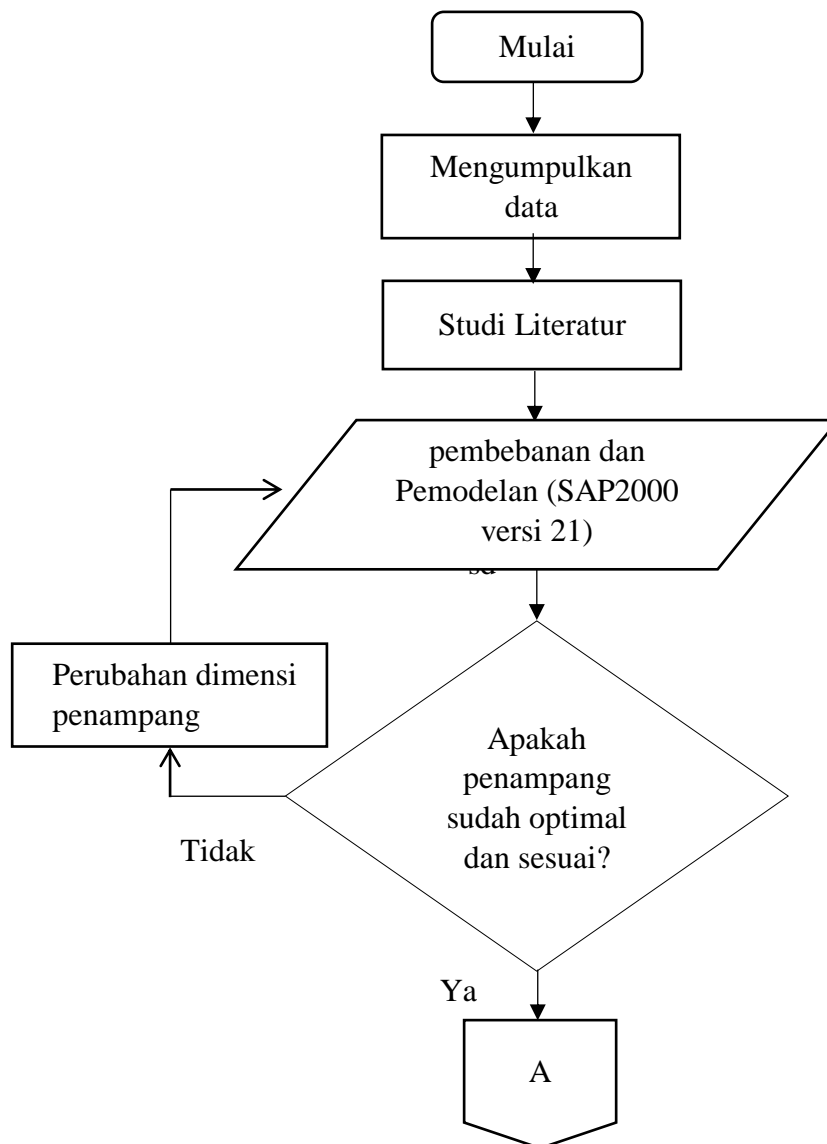 Mulai
Mengumpulkan
data
Studi Literatur
pembebanan dan
Pemodelan (SAP2000
versi 21)
Perubahan dimensi
penampang
Apakah
penampang
sudah optimal
dan sesuai?
Tidak
Ya
A